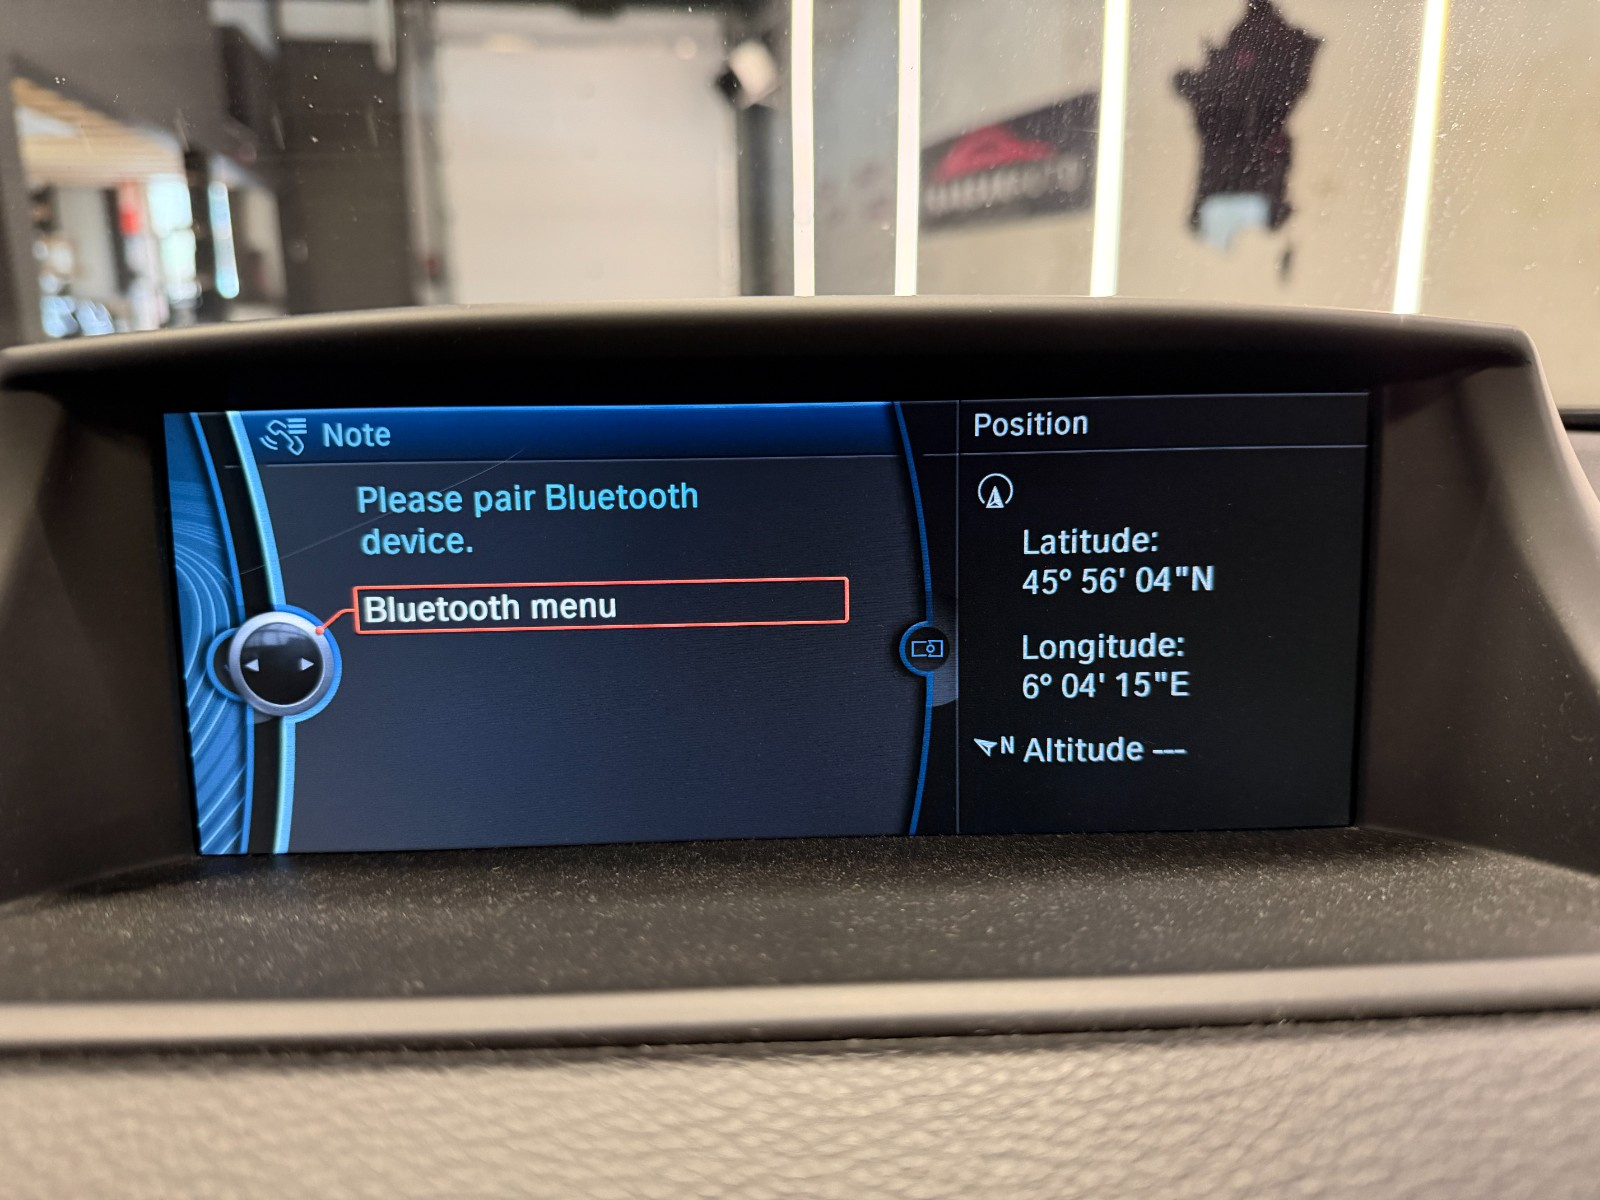 Note
Please pair Bluetooth
device.
Bluetooth menu
Position
Latitude:
45° 56' 04"N
Longitude:
6° 04' 15"E
N Altitude ---